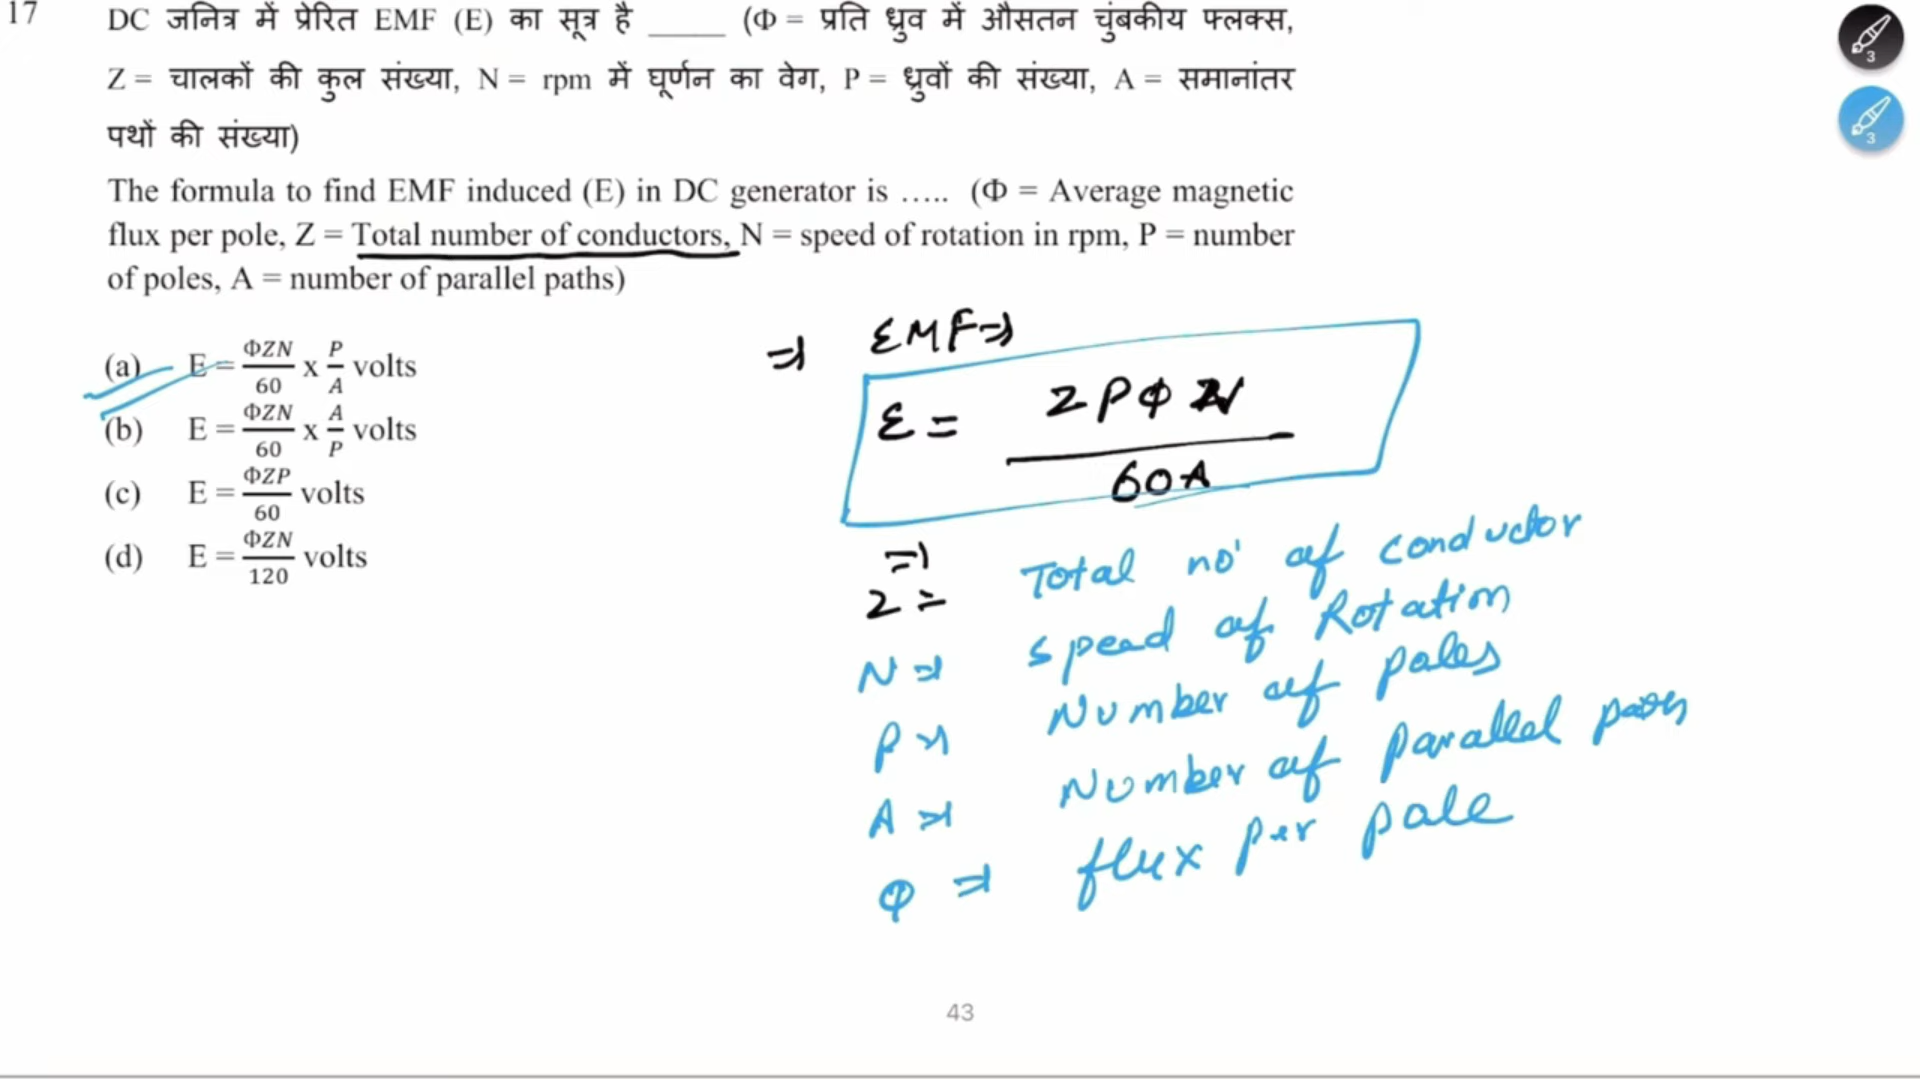 17
DC जनित्र में प्रेरित EMF (E) का सूत्र है _____ (Φ = प्रति ध्रुव में औसतन चुंबकीय फ्लक्स,
Z = चालकों की कुल संख्या, N = rpm में घूर्णन का वेग, P = ध्रुवों की संख्या, A = समानांतर
पथों की संख्या)
The formula to find EMF induced (E) in DC generator is ….. (Φ = Average magnetic
flux per pole, Z = Total number of conductors, N = speed of rotation in rpm, P = number
of poles, A = number of parallel paths)
(a) E = ΦZN/60 x P/A volts
(b) E = ΦZN/60 x A/P volts
(c) E = ΦZP/60 volts
(d) E = ΦZN/120 volts
⇒ EMF⇒
E = ZPΦN/60A
⇒
Z = Total no' of conductor
N ⇒ Speed of Rotation
P ⇒ Number of poles
A ⇒ Number of parallel paths
Φ ⇒ flux per pole
43
3
3